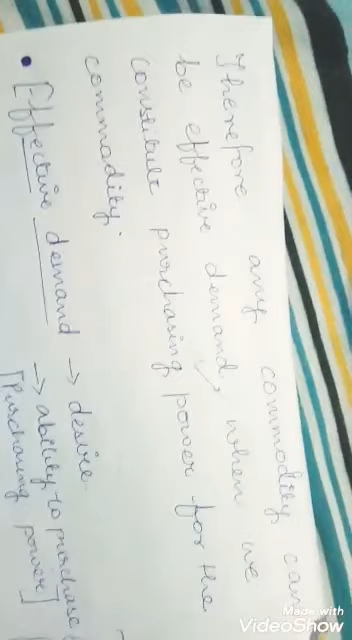 Therefore any commodity can
be effective demand, when we
constitute purchasing power for the
commodity.
• Effective demand → desire
→ ability to purchase
[Purchasing power]
Made with
VideoShow